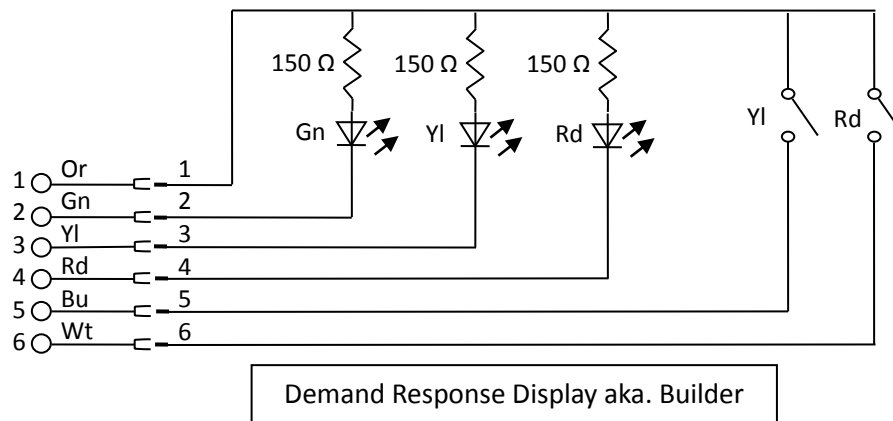 150 Ω 150 Ω 150 Ω
Gn Yl Rd Yl Rd
1 Or 1
2 Gn 2
3 Yl 3
4 Rd 4
5 Bu 5
6 Wt 6
Demand Response Display aka. Builder